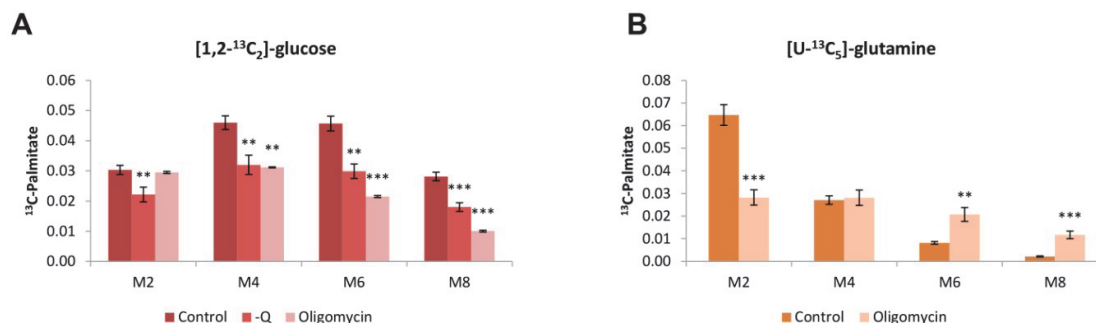 A
[1,2-¹³C₂]-glucose
¹³C-Palmitate
0.06
0.05
0.04
0.03
0.02
0.01
0.00
**
** **
** ***
*** ***
M2 M4 M6 M8
Control -Q Oligomycin
B
[U-¹³C₅]-glutamine
¹³C-Palmitate
0.08
0.07
0.06
0.05
0.04
0.03
0.02
0.01
0.00
***
**
***
M2 M4 M6 M8
Control Oligomycin